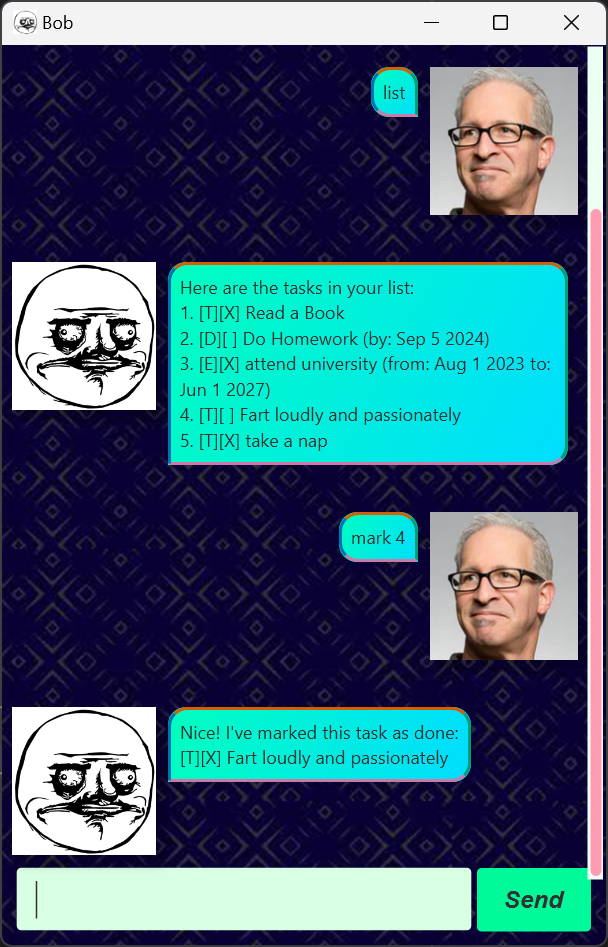 Bob
list
Here are the tasks in your list:
1. [T][X] Read a Book
2. [D][ ] Do Homework (by: Sep 5 2024)
3. [E][X] attend university (from: Aug 1 2023 to:
Jun 1 2027)
4. [T][ ] Fart loudly and passionately
5. [T][X] take a nap
mark 4
Nice! I've marked this task as done:
[T][X] Fart loudly and passionately
Send